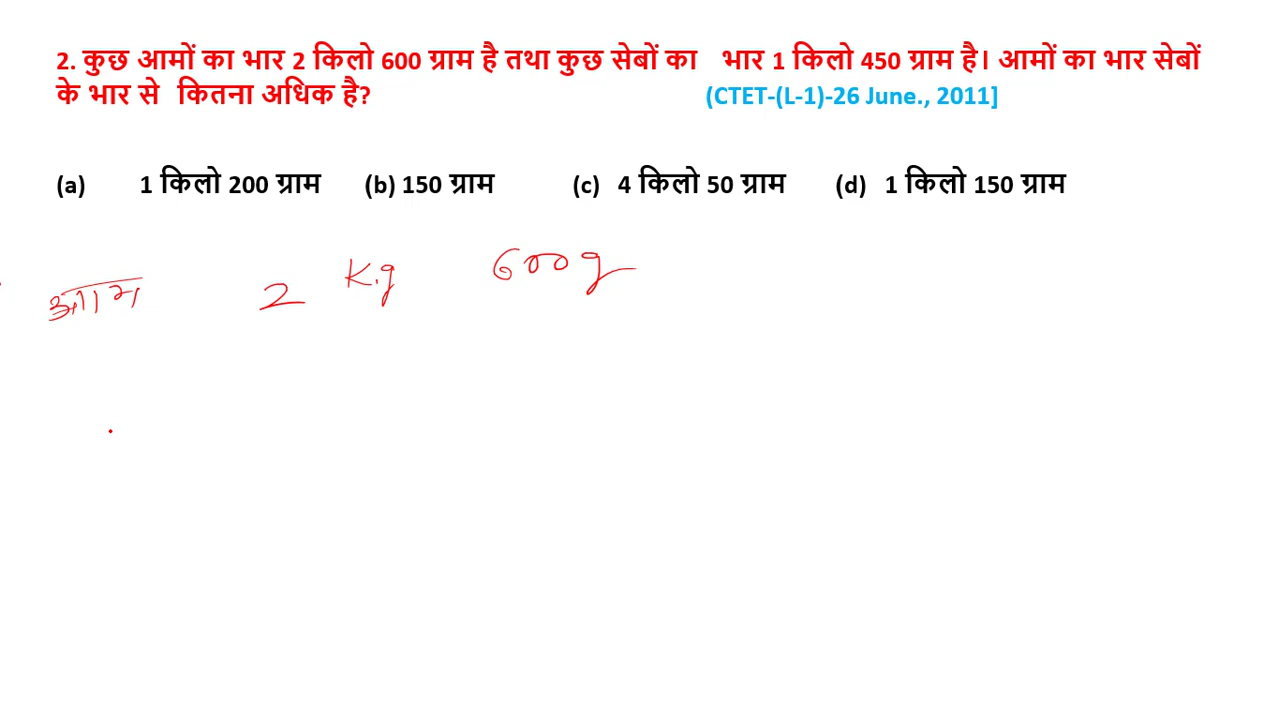 2. कुछ आमों का भार 2 किलो 600 ग्राम है तथा कुछ सेबों का भार 1 किलो 450 ग्राम है। आमों का भार सेबों
के भार से कितना अधिक है? (CTET-(L-1)-26 June., 2011]
(a) 1 किलो 200 ग्राम (b) 150 ग्राम (c) 4 किलो 50 ग्राम (d) 1 किलो 150 ग्राम
आम 2 K.g 600g